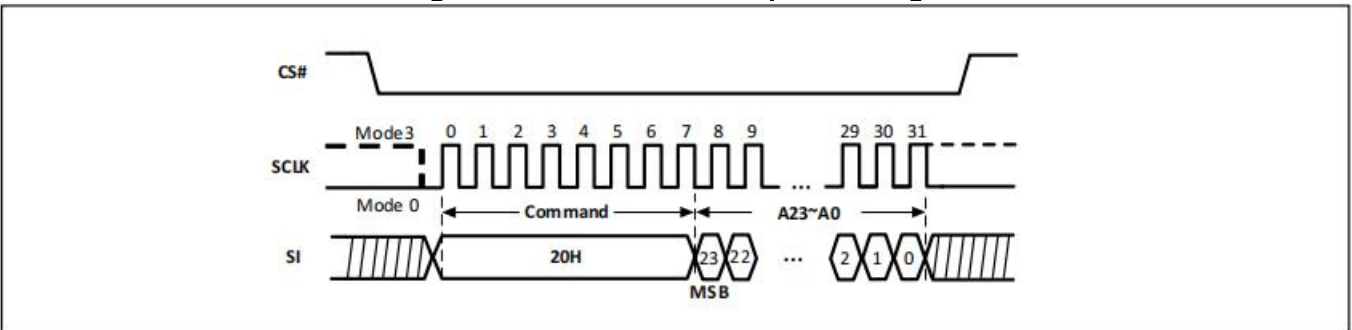 CS#
Mode3 0 1 2 3 4 5 6 7 8 9 29 30 31
SCLK
...
Mode 0 Command A23~A0
SI 20H 23 22 ... 2 1 0
MSB